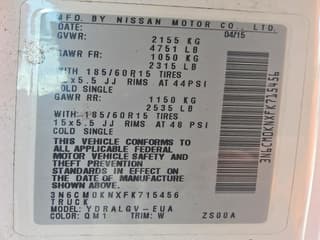 MFD. BY NISSAN MOTOR CO., LTD.
DATE: 04/15
GVWR: 2155 KG
4751 LB
GAWR FR: 1050 KG
2315 LB
WITH 185/60R15 TIRES
15x5.5 JJ RIMS AT 44PSI
COLD SINGLE
GAWR RR: 1150 KG
2535 LB
WITH 185/60R15 TIRES
15x5.5 JJ RIMS AT 48 PSI
COLD SINGLE
THIS VEHICLE CONFORMS TO
ALL APPLICABLE FEDERAL
MOTOR VEHICLE SAFETY AND
THEFT PREVENTION
STANDARDS IN EFFECT ON
THE DATE OF MANUFACTURE
SHOWN ABOVE.
3N6CM0KNXFK715456
TRUCK
MODEL: YDRALGV-EUA
COLOR: QM1 TRIM: W ZS00A
3N6CM0KNXFK715456